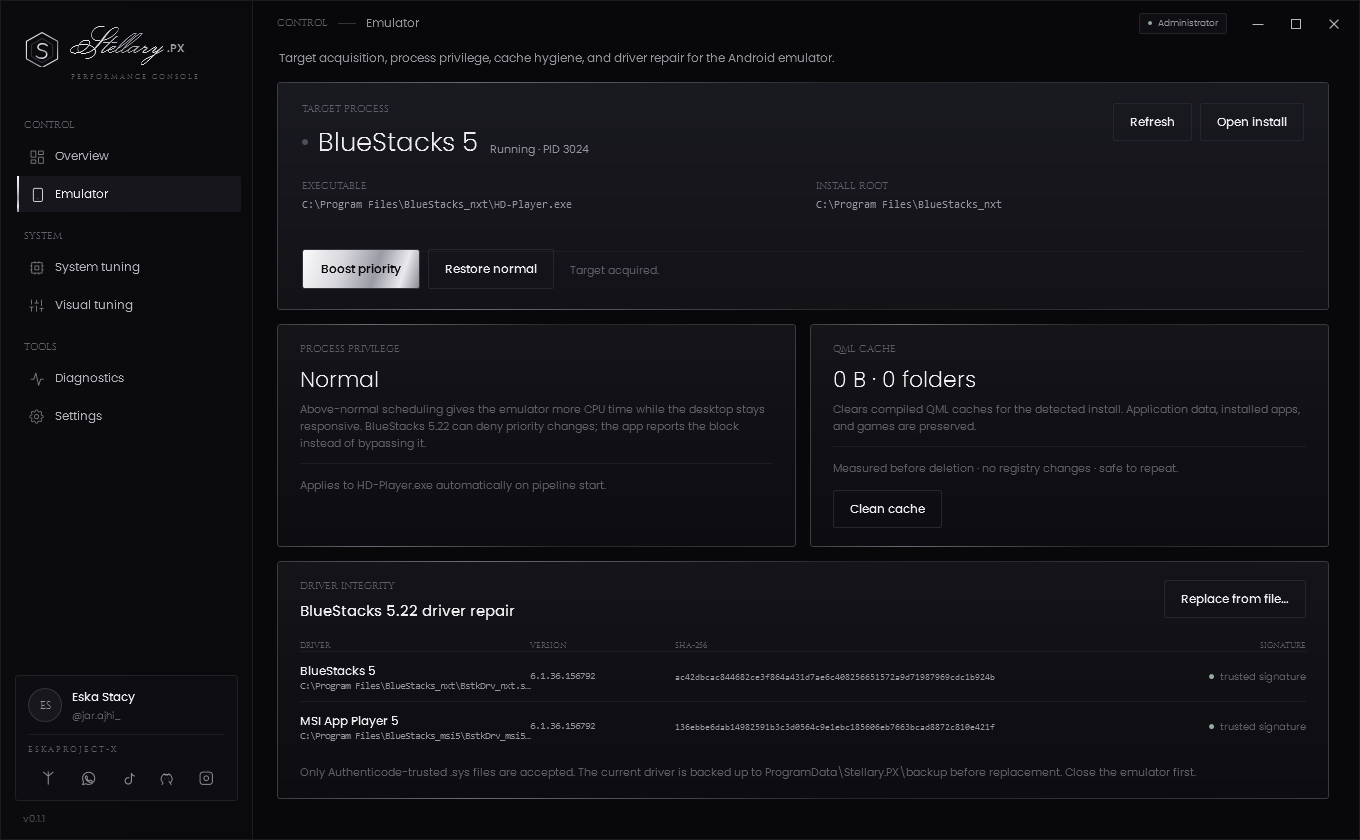 S
Stellary.PX
PERFORMANCE CONSOLE
CONTROL
Overview
Emulator
SYSTEM
System tuning
Visual tuning
TOOLS
Diagnostics
Settings
ES
Eska Stacy
@jar.ajhi_
ESKAPROJECT-X
v0.1.1
CONTROL — Emulator
Administrator
Target acquisition, process privilege, cache hygiene, and driver repair for the Android emulator.
TARGET PROCESS
Refresh
Open install
BlueStacks 5 Running · PID 3024
EXECUTABLE
C:\Program Files\BlueStacks_nxt\HD-Player.exe
INSTALL ROOT
C:\Program Files\BlueStacks_nxt
Boost priority
Restore normal
Target acquired.
PROCESS PRIVILEGE
Normal
Above-normal scheduling gives the emulator more CPU time while the desktop stays
responsive. BlueStacks 5.22 can deny priority changes; the app reports the block
instead of bypassing it.
Applies to HD-Player.exe automatically on pipeline start.
QML CACHE
0 B · 0 folders
Clears compiled QML caches for the detected install. Application data, installed apps,
and games are preserved.
Measured before deletion · no registry changes · safe to repeat.
Clean cache
DRIVER INTEGRITY
BlueStacks 5.22 driver repair
Replace from file…
DRIVER VERSION SHA-256 SIGNATURE
BlueStacks 5
C:\Program Files\BlueStacks_nxt\BstkDrv_nxt.s…
6.1.36.156792
ac42dbcac844682ce3f864a431d7ae6c408256651572a9d71987969cdc1b924b
trusted signature
MSI App Player 5
C:\Program Files\BlueStacks_msi5\BstkDrv_msi5…
6.1.36.156792
136ebbe6dab14982591b3c3d0564c9e1ebc185606eb7663bcad8872c810e421f
trusted signature
Only Authenticode-trusted .sys files are accepted. The current driver is backed up to ProgramData\Stellary.PX\backup before replacement. Close the emulator first.